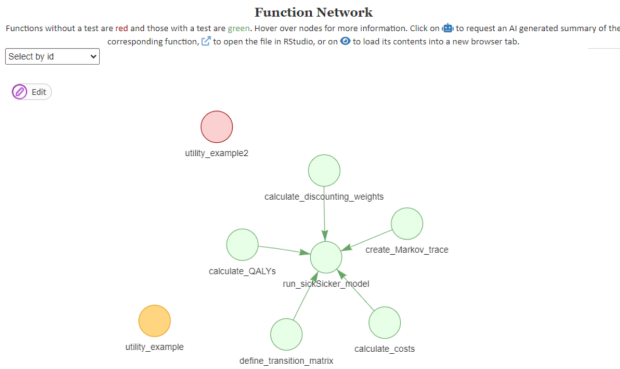 Function Network
Functions without a test are red and those with a test are green. Hover over nodes for more information. Click on to request an AI generated summary of the
corresponding function, to open the file in RStudio, or on to load its contents into a new browser tab.
Select by id
Edit
utility_example2
calculate_discounting_weights
create_Markov_trace
calculate_QALYs
run_sickSicker_model
utility_example
calculate_costs
define_transition_matrix